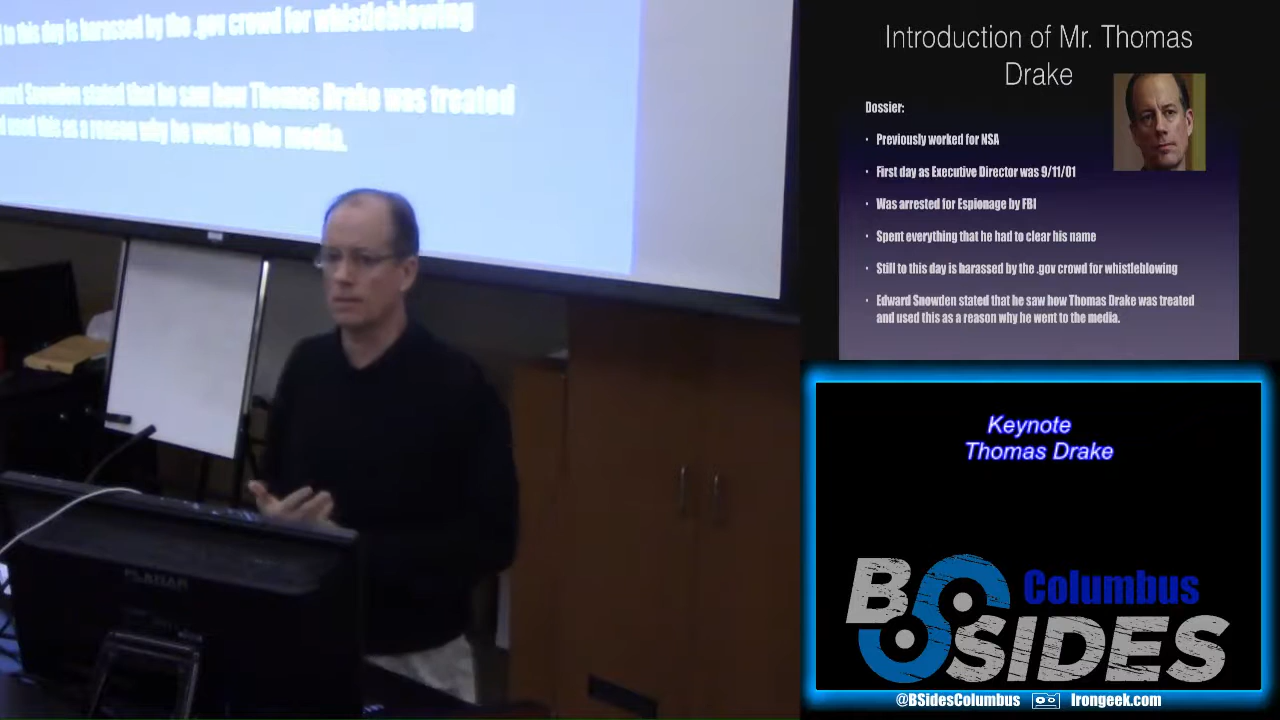 to this day is harassed by the .gov crowd for whistleblowing
Snowden stated that he saw how Thomas Drake was treated
used this as a reason why he went to the media.
PLANAR
Introduction of Mr. Thomas
Drake
Dossier:
· Previously worked for NSA
· First day as Executive Director was 9/11/01
· Was arrested for Espionage by FBI
· Spent everything that he had to clear his name
· Still to this day is harassed by the .gov crowd for whistleblowing
· Edward Snowden stated that he saw how Thomas Drake was treated
and used this as a reason why he went to the media.
Keynote
Thomas Drake
BSIDES
Columbus
@BSidesColumbus Irongeek.com